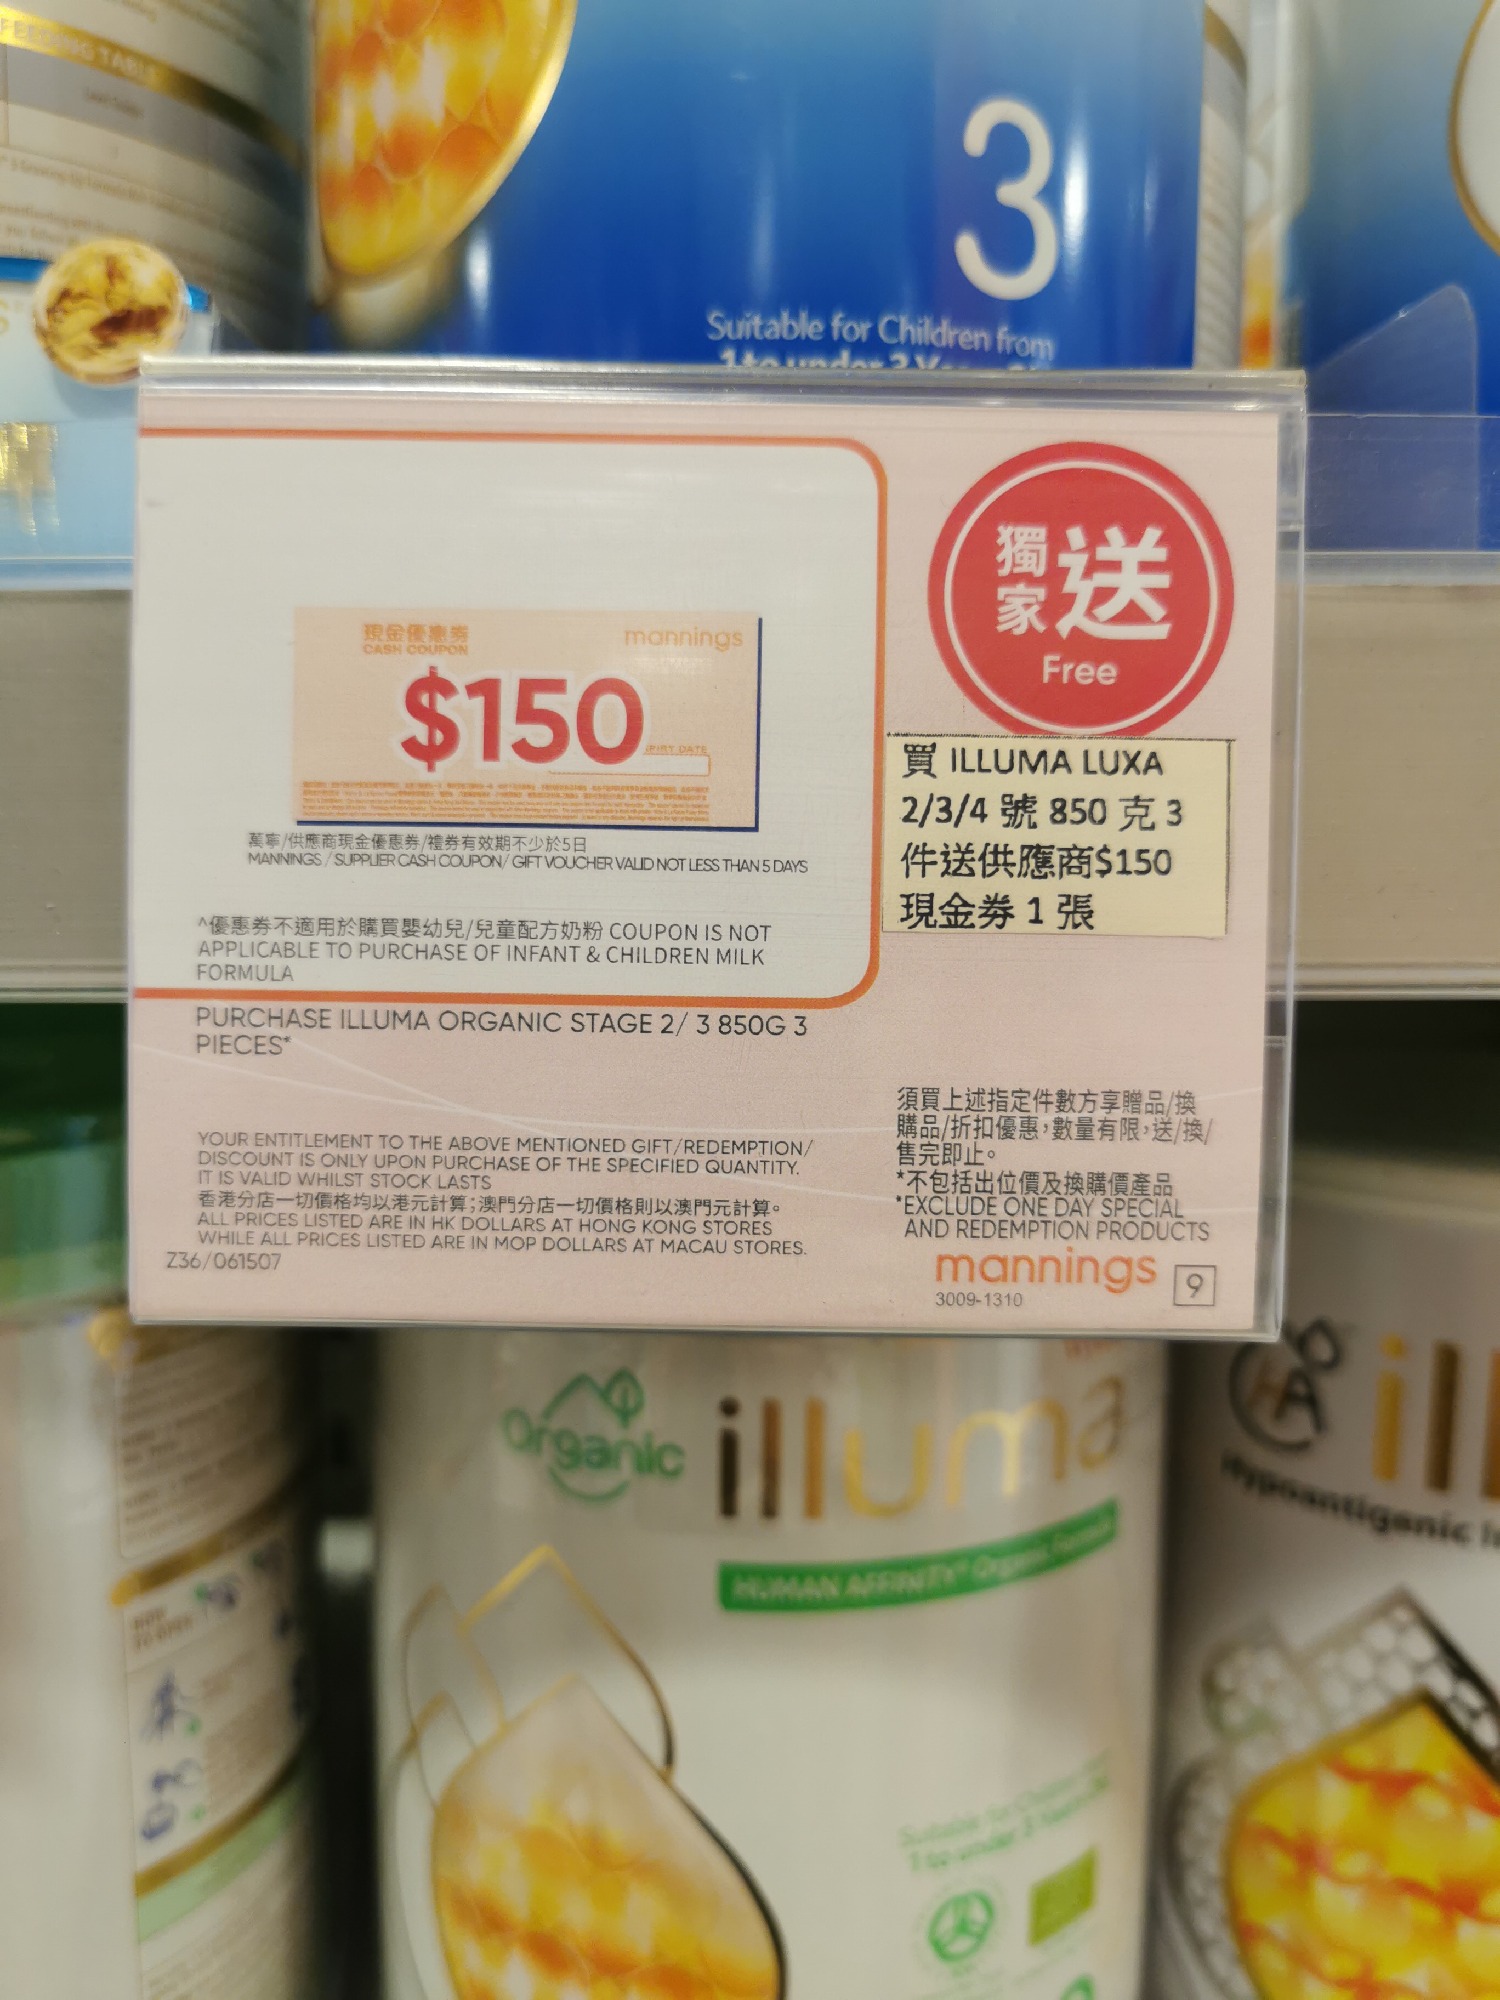 FEEDING TABLE
3
Suitable for Children from
獨家送
Free
現金優惠券
CASH COUPON
mannings
$150
EXPIRY DATE
萬寧/供應商現金優惠券/禮券有效期不少於5日
MANNINGS / SUPPLIER CASH COUPON/ GIFT VOUCHER VALID NOT LESS THAN 5 DAYS
^優惠券不適用於購買嬰幼兒/兒童配方奶粉 COUPON IS NOT
APPLICABLE TO PURCHASE OF INFANT & CHILDREN MILK
FORMULA
買 ILLUMA LUXA
2/3/4 號 850 克 3
件送供應商$150
現金券 1 張
PURCHASE ILLUMA ORGANIC STAGE 2/ 3 850G 3
PIECES*
YOUR ENTITLEMENT TO THE ABOVE MENTIONED GIFT/REDEMPTION/
DISCOUNT IS ONLY UPON PURCHASE OF THE SPECIFIED QUANTITY.
IT IS VALID WHILST STOCK LASTS
香港分店一切價格均以港元計算;澳門分店一切價格則以澳門元計算。
ALL PRICES LISTED ARE IN HK DOLLARS AT HONG KONG STORES
WHILE ALL PRICES LISTED ARE IN MOP DOLLARS AT MACAU STORES.
Z36/061507
須買上述指定件數方享贈品/換
購品/折扣優惠,數量有限,送/換/
售完即止。
*不包括出位價及換購價產品
*EXCLUDE ONE DAY SPECIAL
AND REDEMPTION PRODUCTS
mannings
9
3009-1310
Organic
illuma
HUMAN AFFINITY Organic Formula
Hypoantigenic